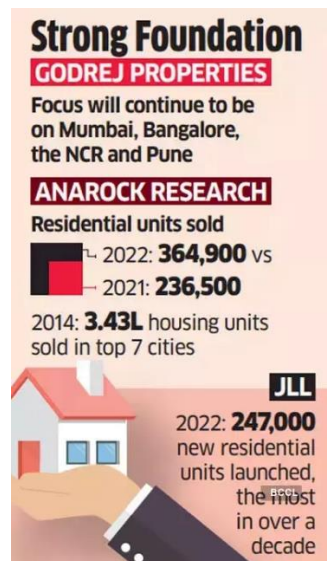 Strong Foundation
GODREJ PROPERTIES
Focus will continue to be
on Mumbai, Bangalore,
the NCR and Pune
ANAROCK RESEARCH
Residential units sold
2022: 364,900 vs
2021: 236,500
2014: 3.43L housing units
sold in top 7 cities
JLL
2022: 247,000
new residential
units launched,
the most
BCCL
in over a
decade